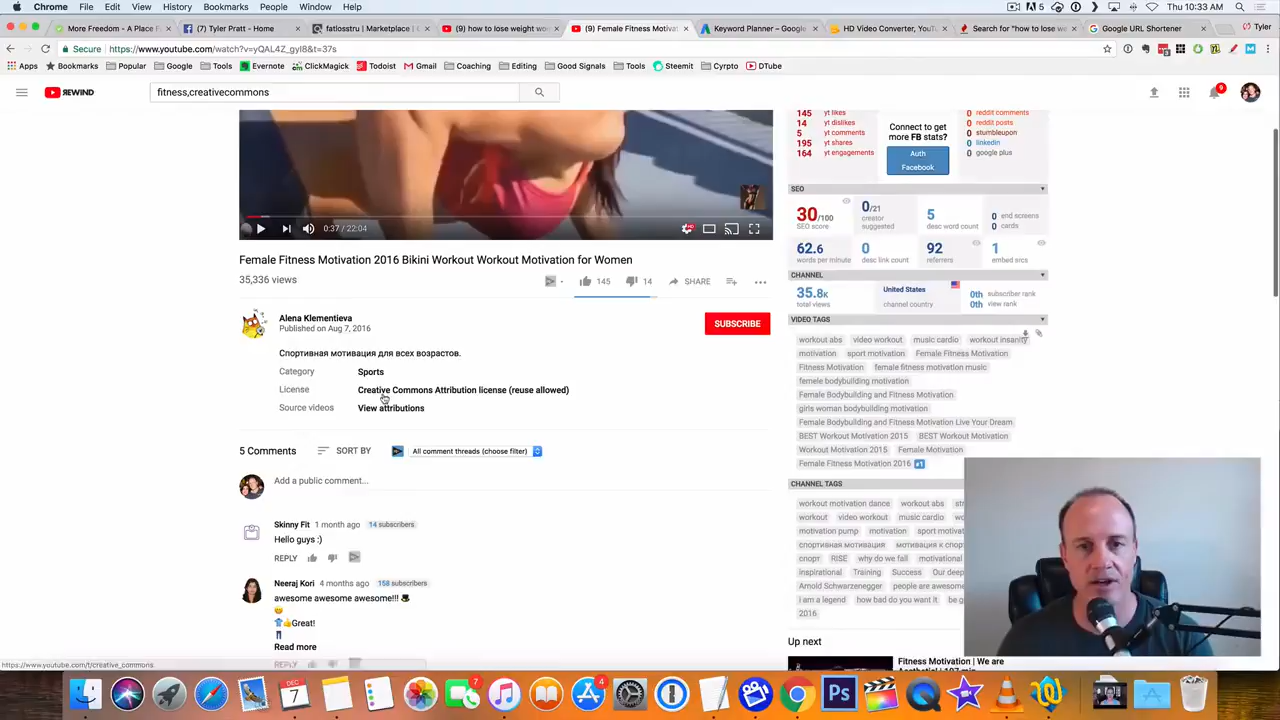 Chrome File Edit View History Bookmarks People Window Help
Thu Dec 7 10:33 AM
More Freedom - A Place F
(7) Tyler Pratt - Home
fatlosstru | Marketplace | C
(9) how to lose weight wo
(9) Female Fitness Motivat
Keyword Planner – Google
HD Video Converter, YouTu
Search for "how to lose w
Google URL Shortener
Tyler
Secure https://www.youtube.com/watch?v=yQAL4Z_gyI8&t=37s
Apps Bookmarks Popular Google Tools Evernote ClickMagick Todoist Gmail Coaching Editing Good Signals Tools Steemit Cyrpto DTube
REWIND
fitness,creativecommons
9
0:37 / 22:04
Female Fitness Motivation 2016 Bikini Workout Workout Motivation for Women
35,336 views
145
14
SHARE
Alena Klementieva
Published on Aug 7, 2016
SUBSCRIBE
Спортивная мотивация для всех возрастов.
Category Sports
License Creative Commons Attribution license (reuse allowed)
Source videos View attributions
5 Comments
SORT BY
All comment threads (choose filter)
Add a public comment...
Skinny Fit 1 month ago 14 subscribers
Hello guys :)
REPLY
Neeraj Kori 4 months ago 158 subscribers
awesome awesome awesome!!!
Great!
Read more
REPLY
https://www.youtube.com/t/creative_commons
145 yt likes
14 yt dislikes
5 yt comments
195 yt shares
164 yt engagements
Connect to get
more FB stats?
Auth
Facebook
0 reddit comments
0 reddit posts
0 stumbleupon
0 linkedin
0 google plus
SEO
30/100
SEO score
0/21
creator
suggested
5
desc word count
0 end screens
0 cards
62.6
words per minute
0
desc link count
92
referrers
1
embed srcs
CHANNEL
35.8k
total views
United States
channel country
0th subscriber rank
0th view rank
VIDEO TAGS
workout abs video workout music cardio workout insanity
motivation sport motivation Female Fitness Motivation
Fitness Motivation female fitness motivation music
femele bodybuilding motivation
Female Bodybuilding and Fitness Motivation
girls woman bodybuilding motivation
Female Bodybuilding and Fitness Motivation Live Your Dream
BEST Workout Motivation 2015 BEST Workout Motivation
Workout Motivation 2015 Female Motivation
Female Fitness Motivation 2016 #1
CHANNEL TAGS
workout motivation dance workout abs
workout video workout music cardio
motivation pump motivation
спортивная мотивация
спорт RISE why do we fall motivational
inspirational Training Success
Arnold Schwarzenegger people are awesome
i am a legend how bad do you want it
2016
Up next
Fitness Motivation | We are
DEC
7
7
4
Ps